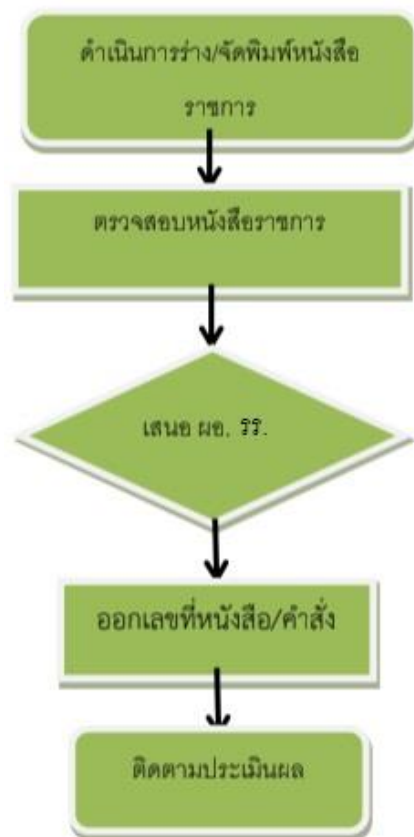 ดำเนินการร่าง/จัดพิมพ์หนังสือ
ราชการ
ตรวจสอบหนังสือราชการ
เสนอ ผอ. รร.
ออกเลขที่หนังสือ/คำสั่ง
ติดตามประเมินผล